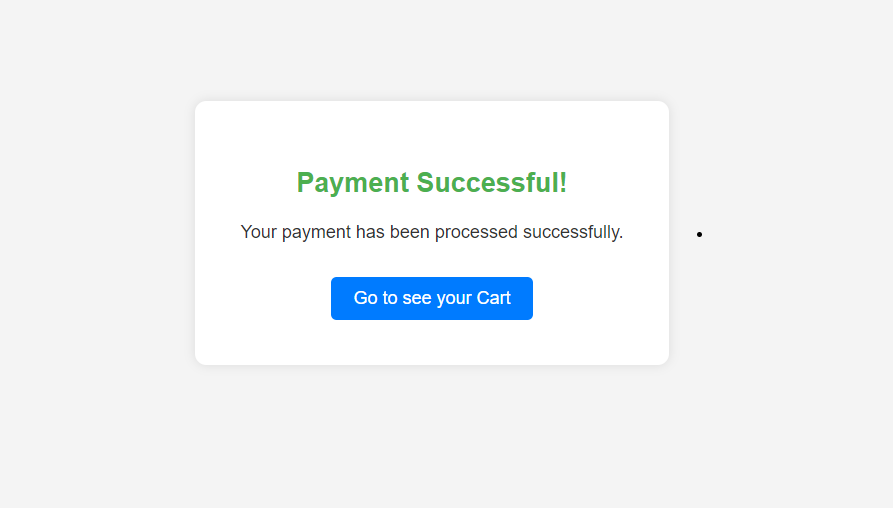 Payment Successful!
Your payment has been processed successfully.
Go to see your Cart